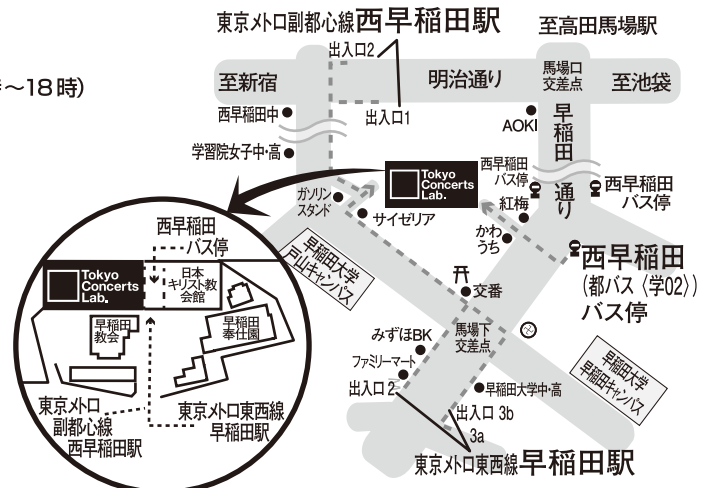 東京メトロ副都心線西早稲田駅
至高田馬場駅
～18時)
出入口2
至新宿
明治通り
馬場口
交差点
至池袋
西早稲田中
出入口1
AOKI
早稲田通り
学習院女子中・高
Tokyo
Concerts
Lab.
西早稲田
バス停
西早稲田
バス停
ガソリン
スタンド
サイゼリア
紅梅
かわ
うち
西早稲田
(都バス〈学02〉)
バス停
早稲田大学
戸山キャンパス
交番
馬場下
交差点
みずほBK
ファミリーマート
出入口2
早稲田大学中・高
出入口 3b
3a
早稲田大学
早稲田キャンパス
東京メトロ東西線早稲田駅
西早稲田
バス停
Tokyo
Concerts
Lab.
日本
キリスト教
会館
早稲田
教会
早稲田
奉仕園
東京メトロ
副都心線
西早稲田駅
東京メトロ東西線
早稲田駅